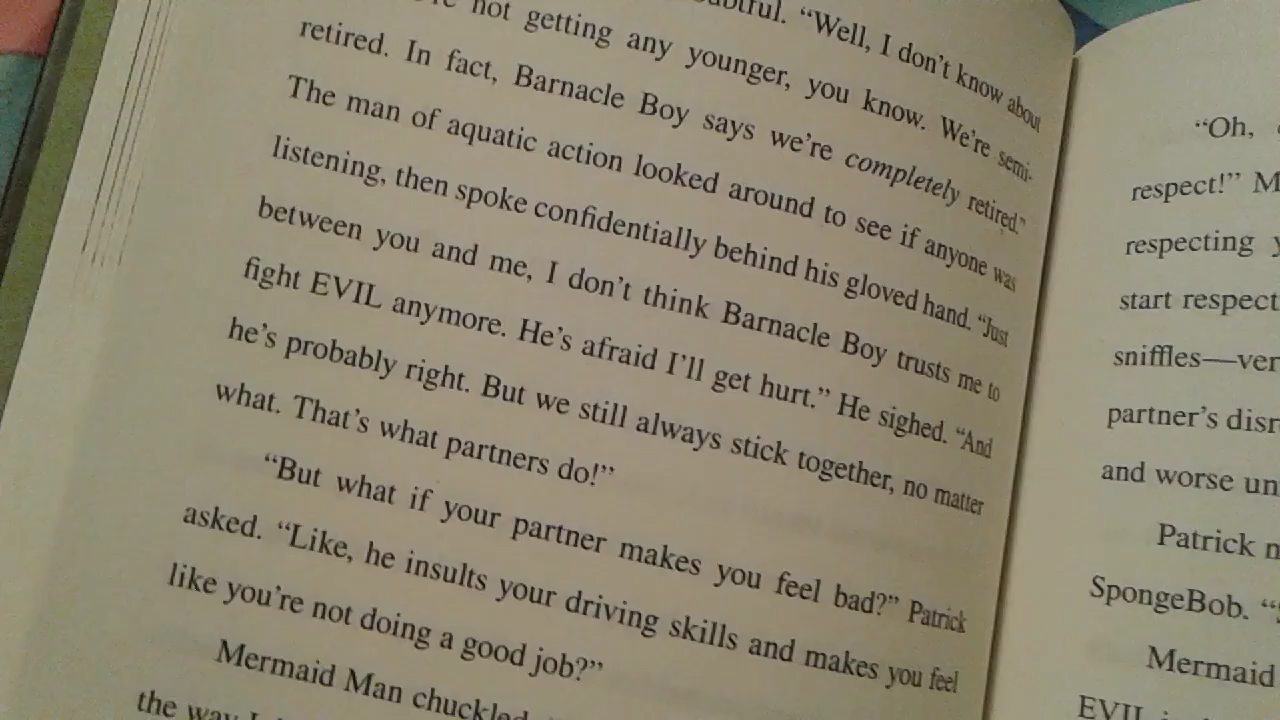 "Well, I don't know about
not getting any younger, you know. We're semi-
retired. In fact, Barnacle Boy says we're completely retired."
The man of aquatic action looked around to see if anyone was
listening, then spoke confidentially behind his gloved hand. "Just
between you and me, I don't think Barnacle Boy trusts me to
fight EVIL anymore. He's afraid I'll get hurt." He sighed. "And
he's probably right. But we still always stick together, no matter
what. That's what partners do!"
"But what if your partner makes you feel bad?" Patrick
asked. "Like, he insults your driving skills and makes you feel
like you're not doing a good job?"
Mermaid Man chuckled
the way
"Oh,
respect!" M
respecting y
start respect
sniffles—ver
partner's disr
and worse un
Patrick n
SpongeBob. "S
Mermaid
EVIL